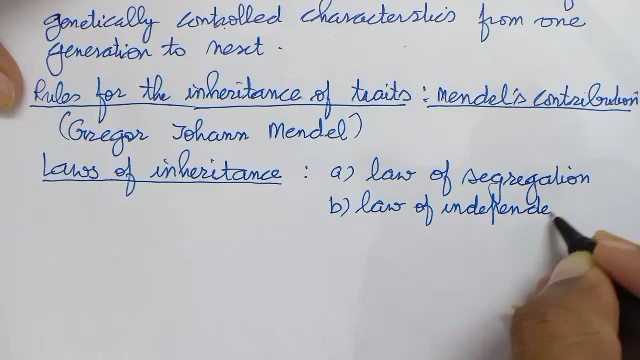 genetically controlled characterstics from one
generation to next.
Rules for the inheritance of traits : Mendel's contribution
(Gregor Johann Mendel)
Laws of inheritance : a) law of segregation
b) law of independe